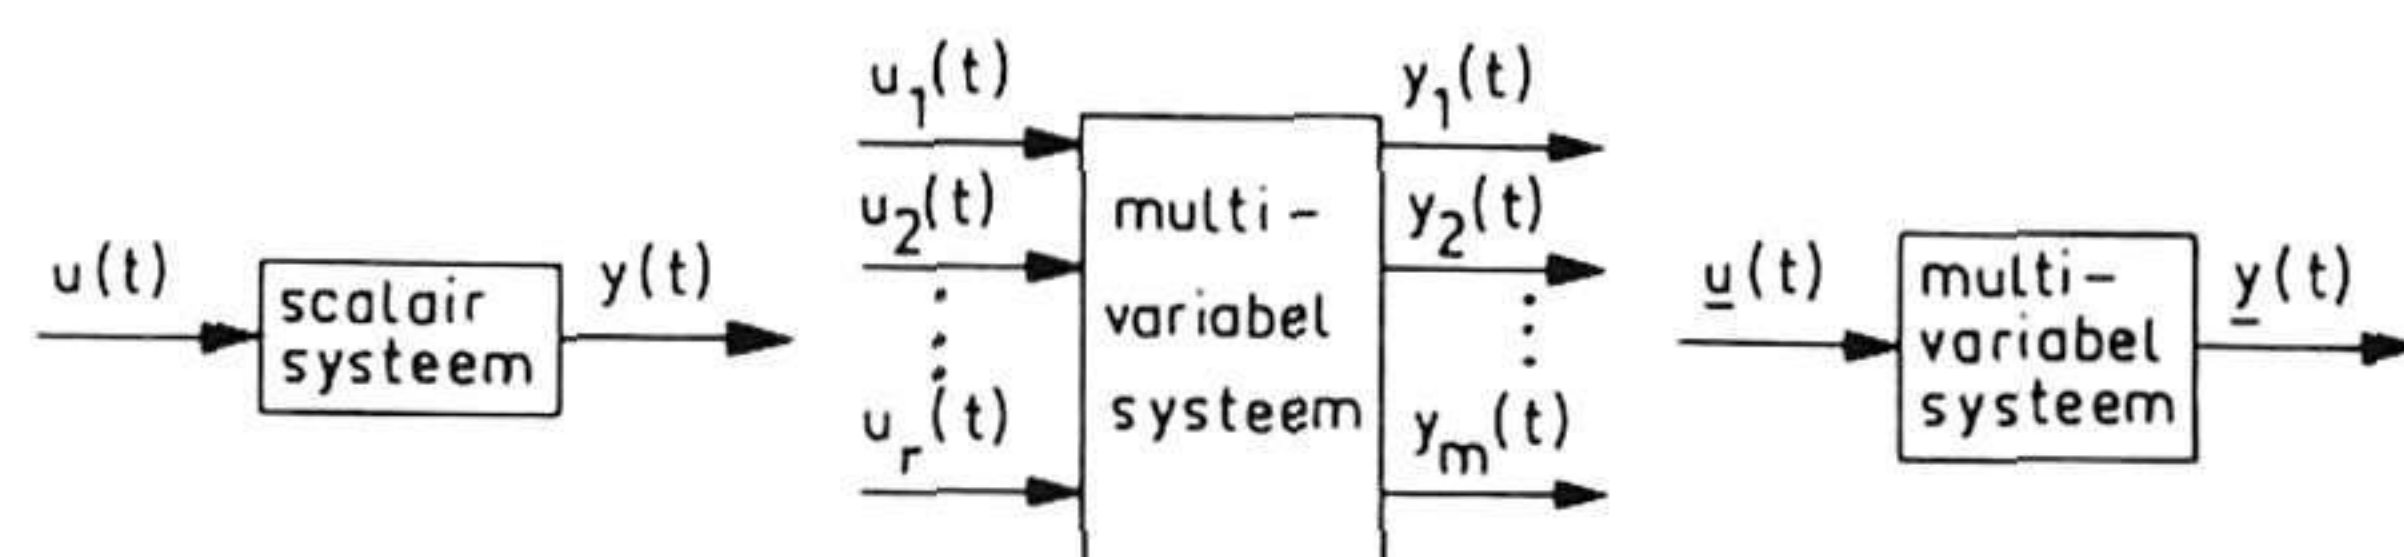 u(t)
scalair
systeem
y(t)
u₁(t)
u₂(t)
uᵣ(t)
multi-
variabel
systeem
y₁(t)
y₂(t)
yₘ(t)
u(t)
multi-
variabel
systeem
y(t)